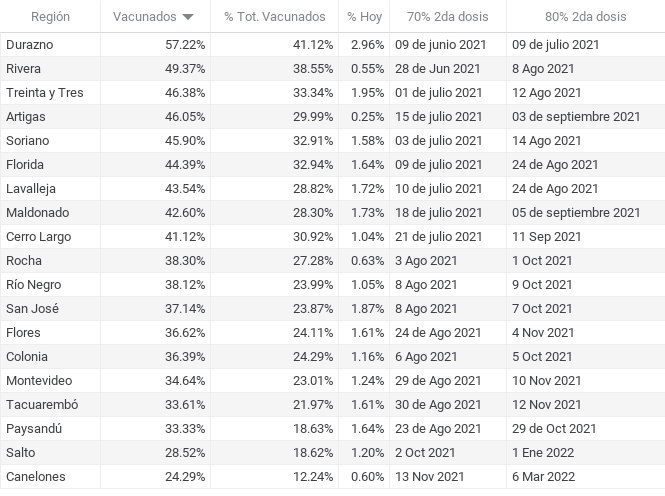 Región Vacunados % Tot. Vacunados % Hoy 70% 2da dosis 80% 2da dosis
Durazno 57.22% 41.12% 2.96% 09 de junio 2021 09 de julio 2021
Rivera 49.37% 38.55% 0.55% 28 de Jun 2021 8 Ago 2021
Treinta y Tres 46.38% 33.34% 1.95% 01 de julio 2021 12 Ago 2021
Artigas 46.05% 29.99% 0.25% 15 de julio 2021 03 de septiembre 2021
Soriano 45.90% 32.91% 1.58% 03 de julio 2021 14 Ago 2021
Florida 44.39% 32.94% 1.64% 09 de julio 2021 24 de Ago 2021
Lavalleja 43.54% 28.82% 1.72% 10 de julio 2021 24 de Ago 2021
Maldonado 42.60% 28.30% 1.73% 18 de julio 2021 05 de septiembre 2021
Cerro Largo 41.12% 30.92% 1.04% 21 de julio 2021 11 Sep 2021
Rocha 38.30% 27.28% 0.63% 3 Ago 2021 1 Oct 2021
Río Negro 38.12% 23.99% 1.05% 8 Ago 2021 9 Oct 2021
San José 37.14% 23.87% 1.87% 8 Ago 2021 7 Oct 2021
Flores 36.62% 24.11% 1.61% 24 de Ago 2021 4 Nov 2021
Colonia 36.39% 24.29% 1.16% 6 Ago 2021 5 Oct 2021
Montevideo 34.64% 23.01% 1.24% 29 de Ago 2021 10 Nov 2021
Tacuarembó 33.61% 21.97% 1.61% 30 de Ago 2021 12 Nov 2021
Paysandú 33.33% 18.63% 1.64% 23 de Ago 2021 29 de Oct 2021
Salto 28.52% 18.62% 1.20% 2 Oct 2021 1 Ene 2022
Canelones 24.29% 12.24% 0.60% 13 Nov 2021 6 Mar 2022